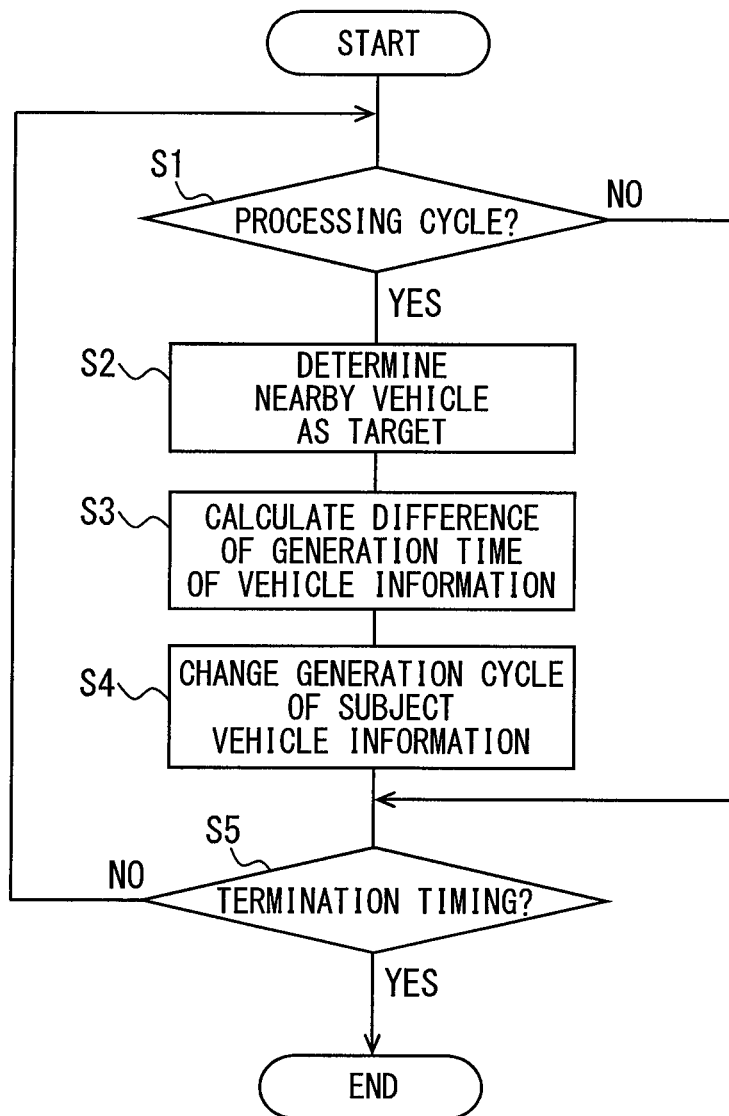 START
S1
PROCESSING CYCLE?
NO
YES
S2
DETERMINE
NEARBY VEHICLE
AS TARGET
S3
CALCULATE DIFFERENCE
OF GENERATION TIME
OF VEHICLE INFORMATION
S4
CHANGE GENERATION CYCLE
OF SUBJECT
VEHICLE INFORMATION
S5
NO
TERMINATION TIMING?
YES
END